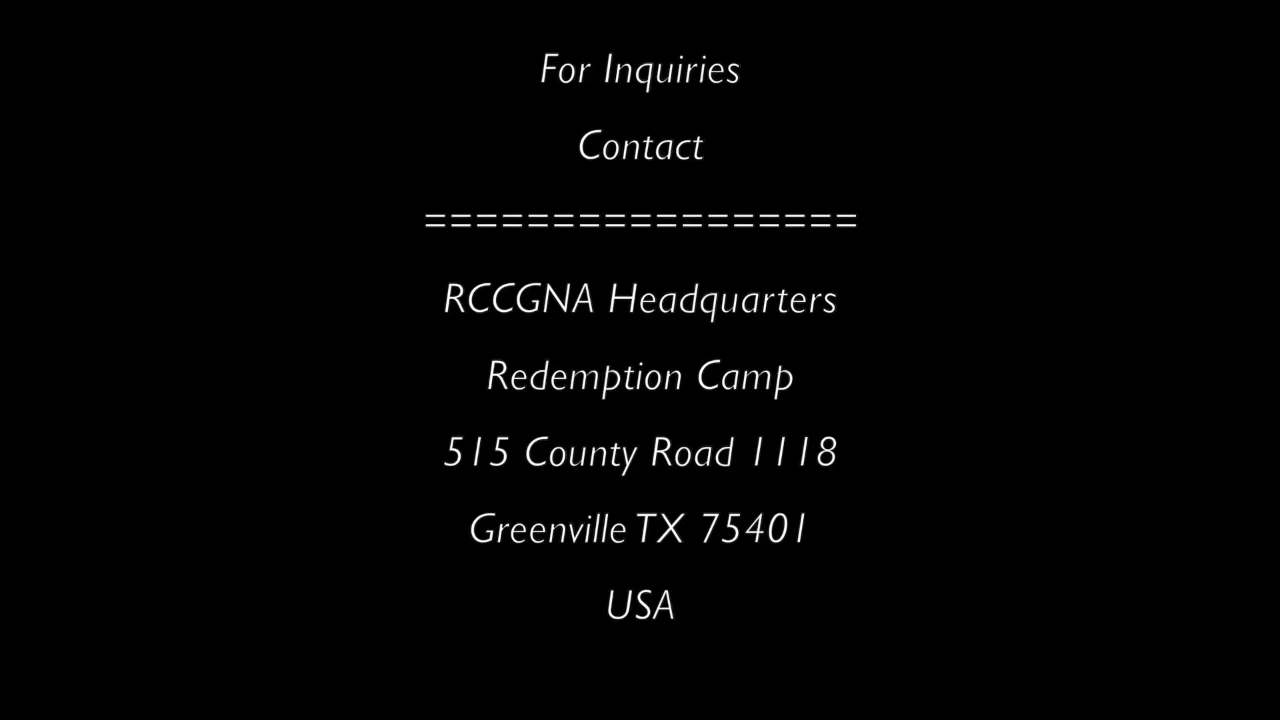 For Inquiries
Contact
=================
RCCGNA Headquarters
Redemption Camp
515 County Road 1118
Greenville TX 75401
USA